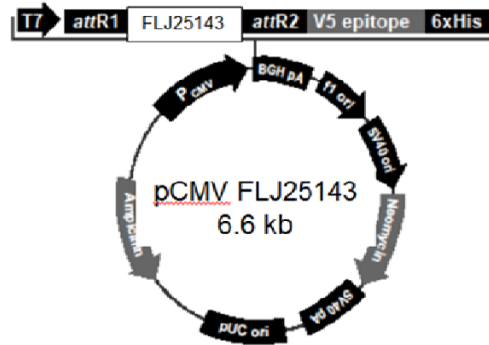 T7 attR1 FLJ25143 attR2 V5 epitope 6xHis
PCMV
BGH pA
f1 ori
SV40 ori
Neomycin
SV40 pA
pUC ori
Ampicillin
pCMV FLJ25143
6.6 kb